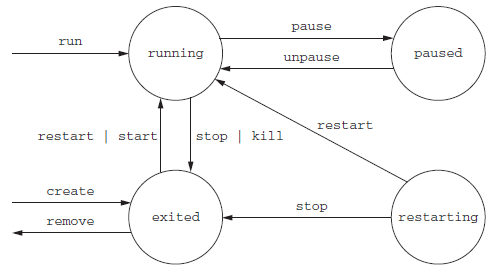 pause
run
running
paused
unpause
restart
restart | start
stop | kill
create
stop
exited
restarting
remove